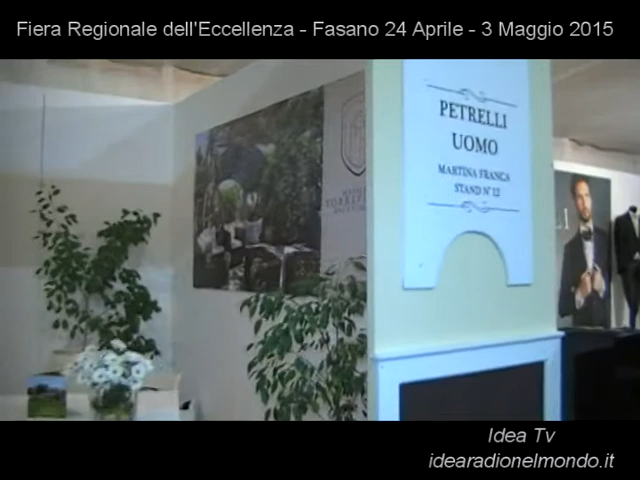 Fiera Regionale dell'Eccellenza - Fasano 24 Aprile - 3 Maggio 2015
PETRELLI
UOMO
MARTINA FRANCA
STAND N° 12
Idea Tv
idearadionelmondo.it